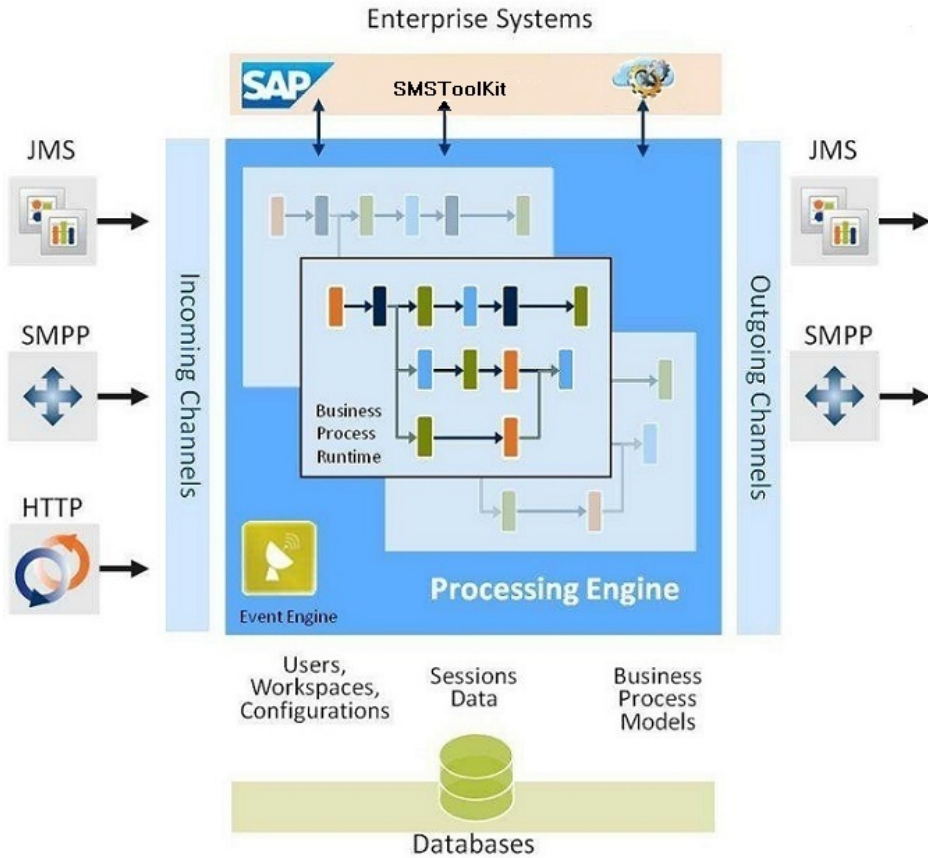 Enterprise Systems
SAP
SMSToolKit
JMS
JMS
Incoming Channels
Outgoing Channels
SMPP
SMPP
Business
Process
Runtime
HTTP
Processing Engine
Event Engine
Users,
Workspaces,
Configurations
Sessions
Data
Business
Process
Models
Databases